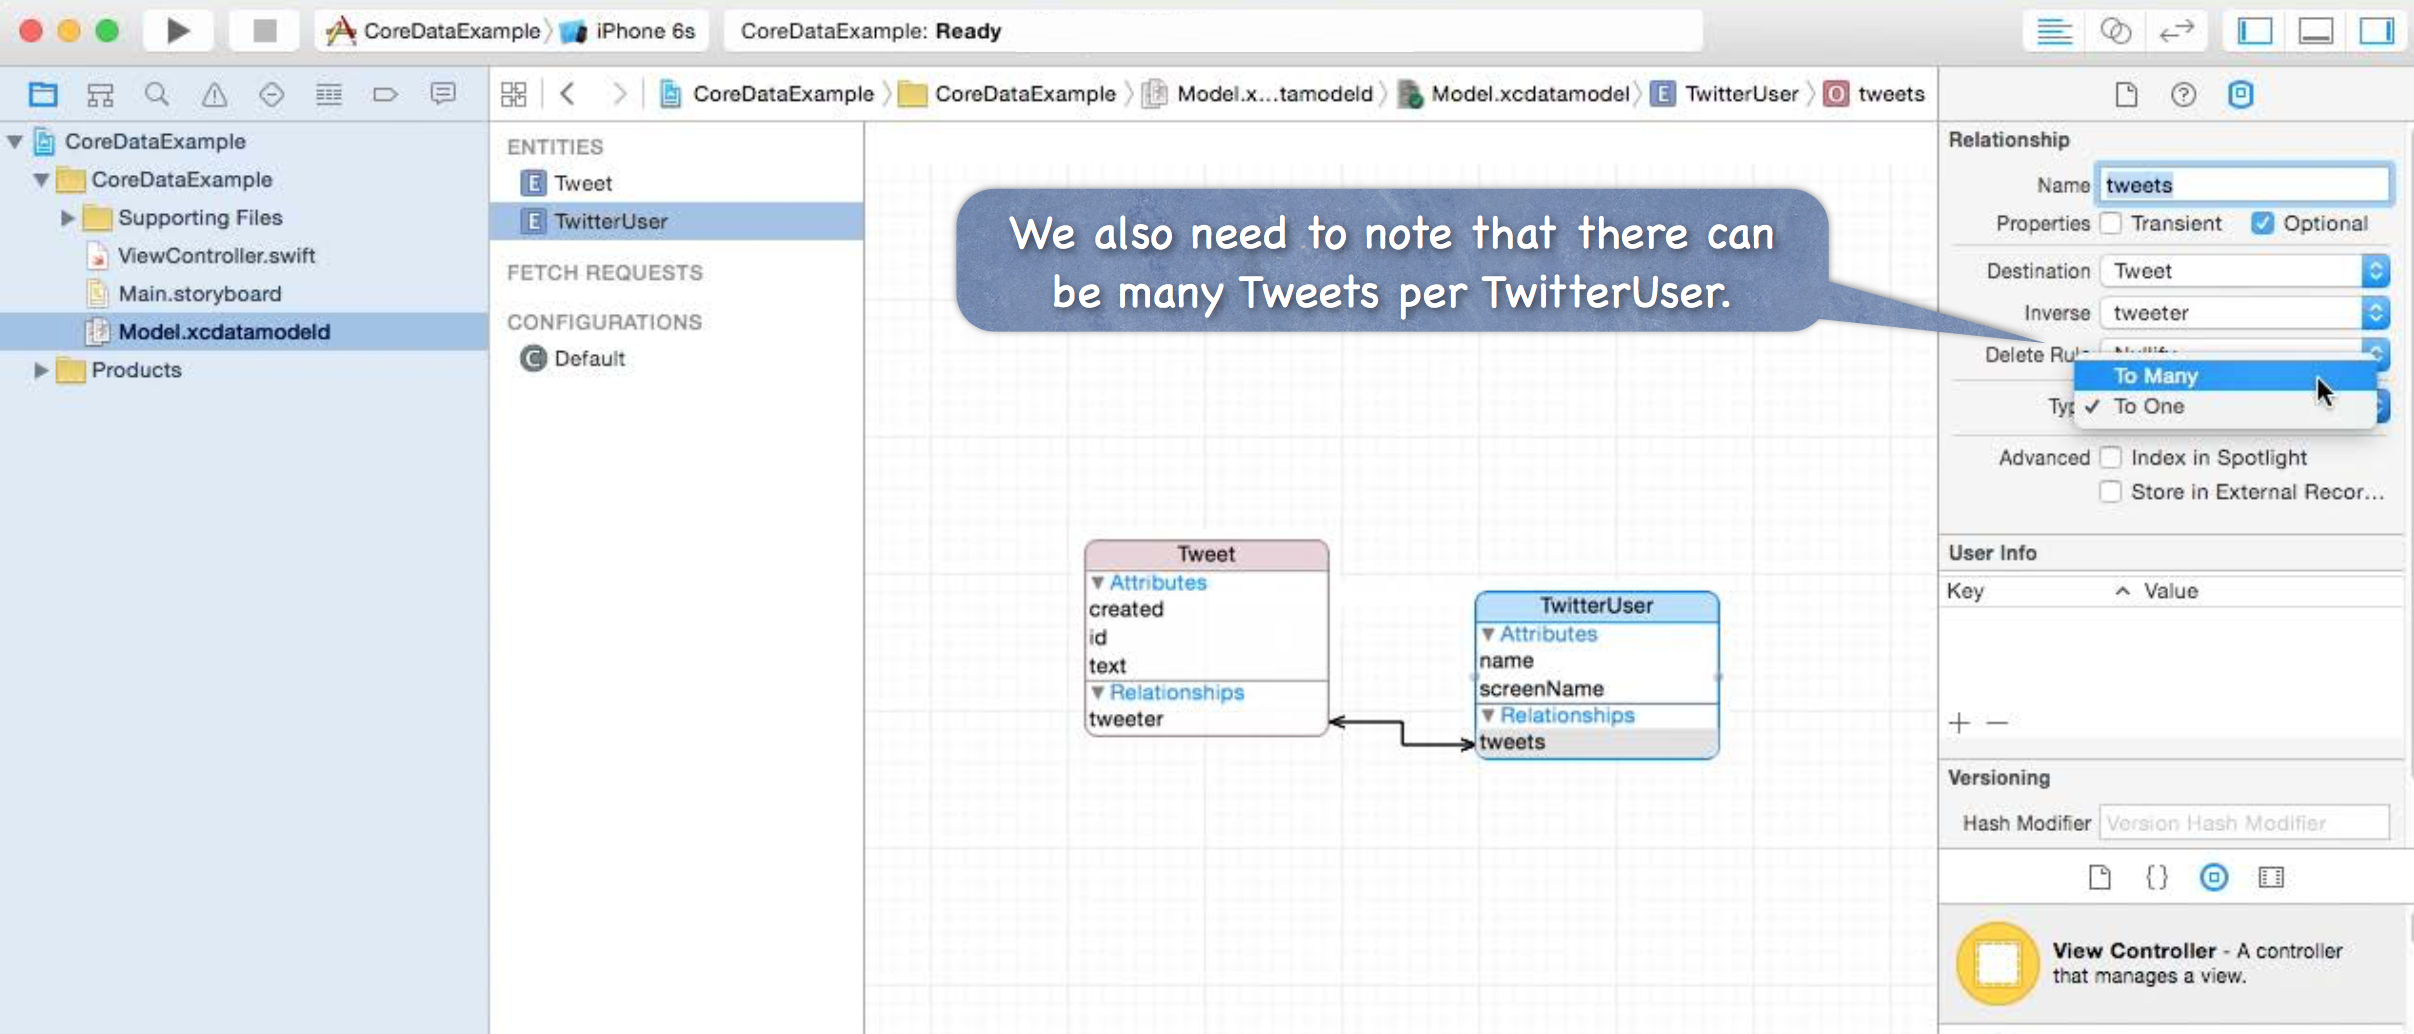 CoreDataExample
iPhone 6s
CoreDataExample: Ready
CoreDataExample
CoreDataExample
Model.x...tamodeld
Model.xcdatamodel
E
TwitterUser
O
tweets
CoreDataExample
CoreDataExample
Supporting Files
ViewController.swift
Main.storyboard
Model.xcdatamodeld
Products
ENTITIES
E Tweet
E TwitterUser
FETCH REQUESTS
CONFIGURATIONS
C Default
We also need to note that there can
be many Tweets per TwitterUser.
Tweet
Attributes
created
id
text
Relationships
tweeter
TwitterUser
Attributes
name
screenName
Relationships
tweets
Relationship
Name tweets
Properties Transient Optional
Destination Tweet
Inverse tweeter
Delete
To Many
✓ To One
Advanced Index in Spotlight
Store in External Recor...
User Info
Key Value
+ −
Versioning
Hash Modifier Version Hash Modifier
{}
View Controller - A controller
that manages a view.